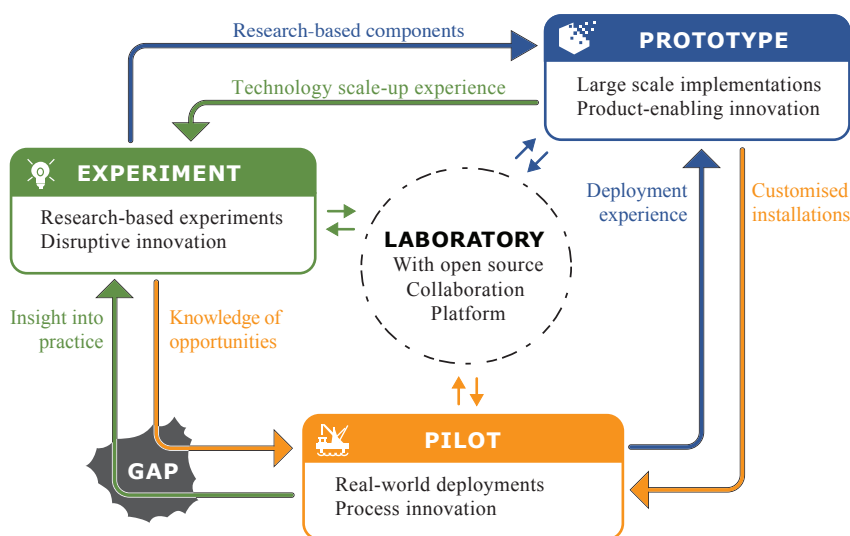 Research-based components
PROTOTYPE
Large scale implementations
Product-enabling innovation
Technology scale-up experience
EXPERIMENT
Research-based experiments
Disruptive innovation
LABORATORY
With open source
Collaboration
Platform
Deployment
experience
Customised
installations
Insight into
practice
Knowledge of
opportunities
GAP
PILOT
Real-world deployments
Process innovation